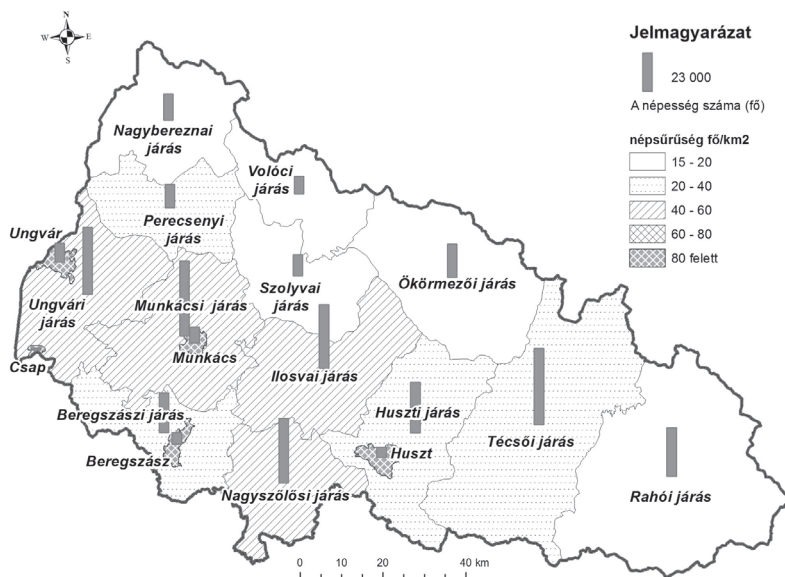 N
W E
S
Jelmagyarázat
23 000
A népesség száma (fő)
népsűrűség fő/km2
15 - 20
20 - 40
40 - 60
60 - 80
80 felett
Nagybereznai
járás
Volóci
járás
Perecsenyi
járás
Ungvár
Ungvári
járás
Munkácsi járás
Szolyvai
járás
Ökörmezői járás
Munkács
Csap
Ilosvai járás
Beregszászi járás
Huszti járás
Técsői járás
Beregszász
Huszt
Nagyszőlősi járás
Rahói járás
0 10 20 40 km